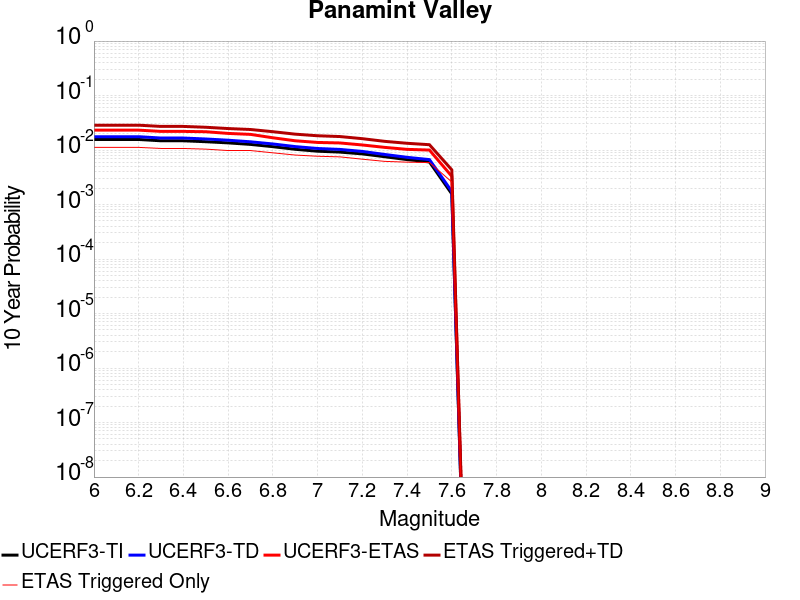 Panamint Valley
10 Year Probability
10^0
10^-1
10^-2
10^-3
10^-4
10^-5
10^-6
10^-7
10^-8
6 6.2 6.4 6.6 6.8 7 7.2 7.4 7.6 7.8 8 8.2 8.4 8.6 8.8 9
Magnitude
UCERF3-TI UCERF3-TD UCERF3-ETAS ETAS Triggered+TD
ETAS Triggered Only